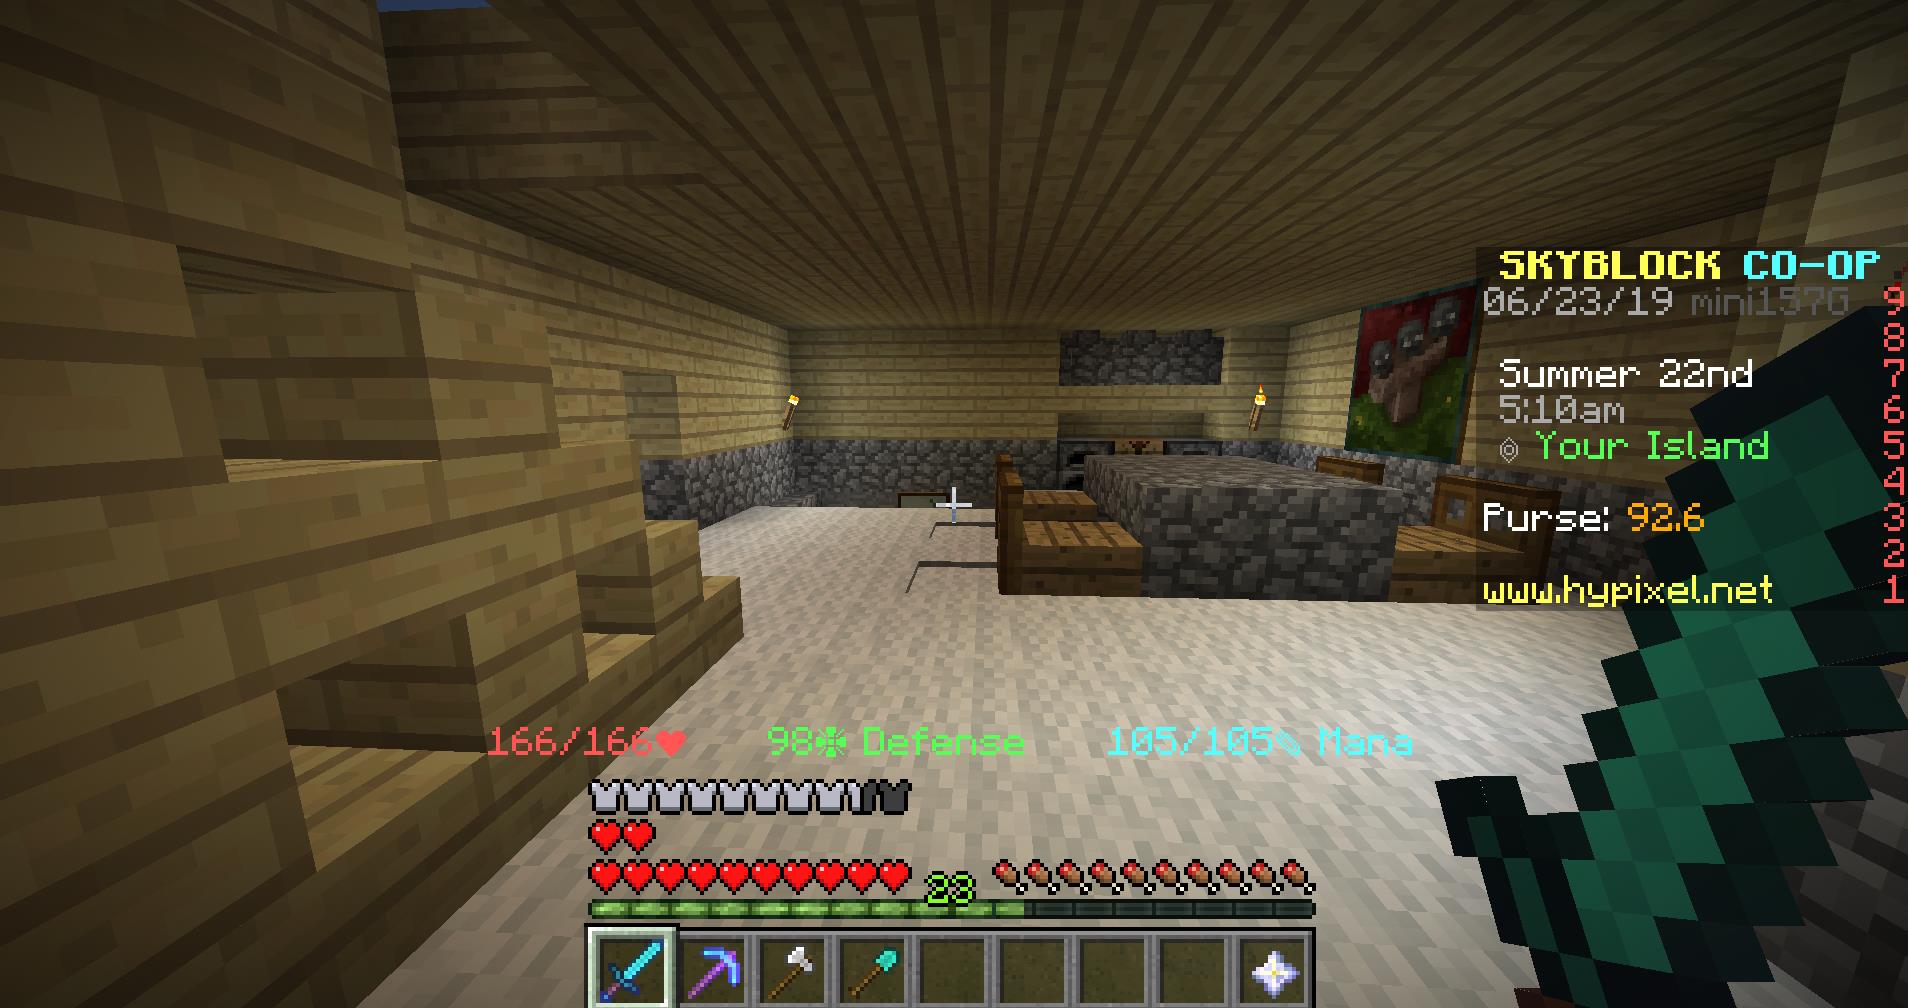 SKYBLOCK CO-OP
06/23/19 mini157G 9
8
Summer 22nd 7
5:10am 6
Your Island 5
4
Purse: 92.6 3
2
www.hypixel.net 1
166/166 98 Defense 105/105 Mana
23